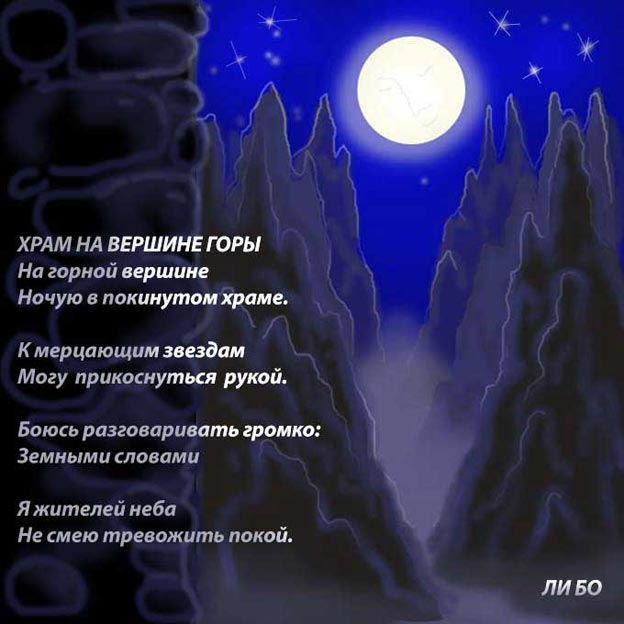 ХРАМ НА ВЕРШИНЕ ГОРЫ
На горной вершине
Ночую в покинутом храме.
К мерцающим звездам
Могу прикоснуться рукой.
Боюсь разговаривать громко:
Земными словами
Я жителей неба
Не смею тревожить покой.
ЛИ БО